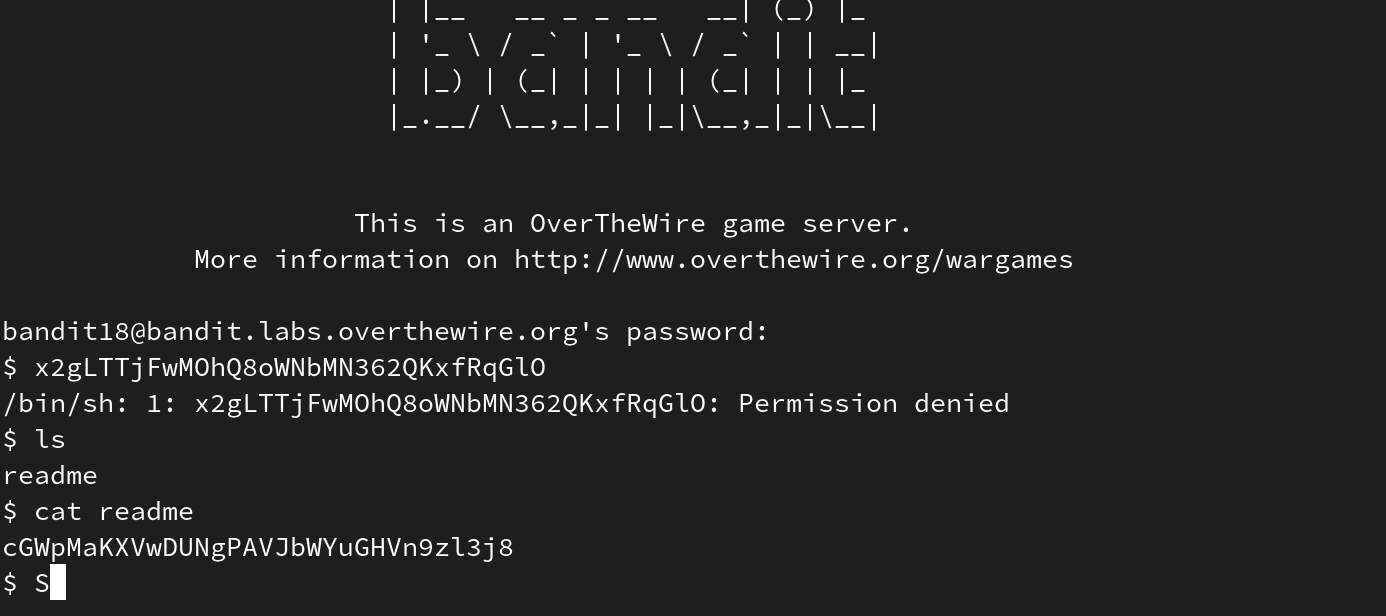 | |__   __ _ _ __   __| (_) |_
| '_ \ / _` | '_ \ / _` | | __|
| |_) | (_| | | | | (_| | | |_
|_.__/ \__,_|_| |_|\__,_|_|\__|
This is an OverTheWire game server.
More information on http://www.overthewire.org/wargames
bandit18@bandit.labs.overthewire.org's password:
$ x2gLTTjFwMOhQ8oWNbMN362QKxfRqGlO
/bin/sh: 1: x2gLTTjFwMOhQ8oWNbMN362QKxfRqGlO: Permission denied
$ ls
readme
$ cat readme
cGWpMaKXVwDUNgPAVJbWYuGHVn9zl3j8
$ S